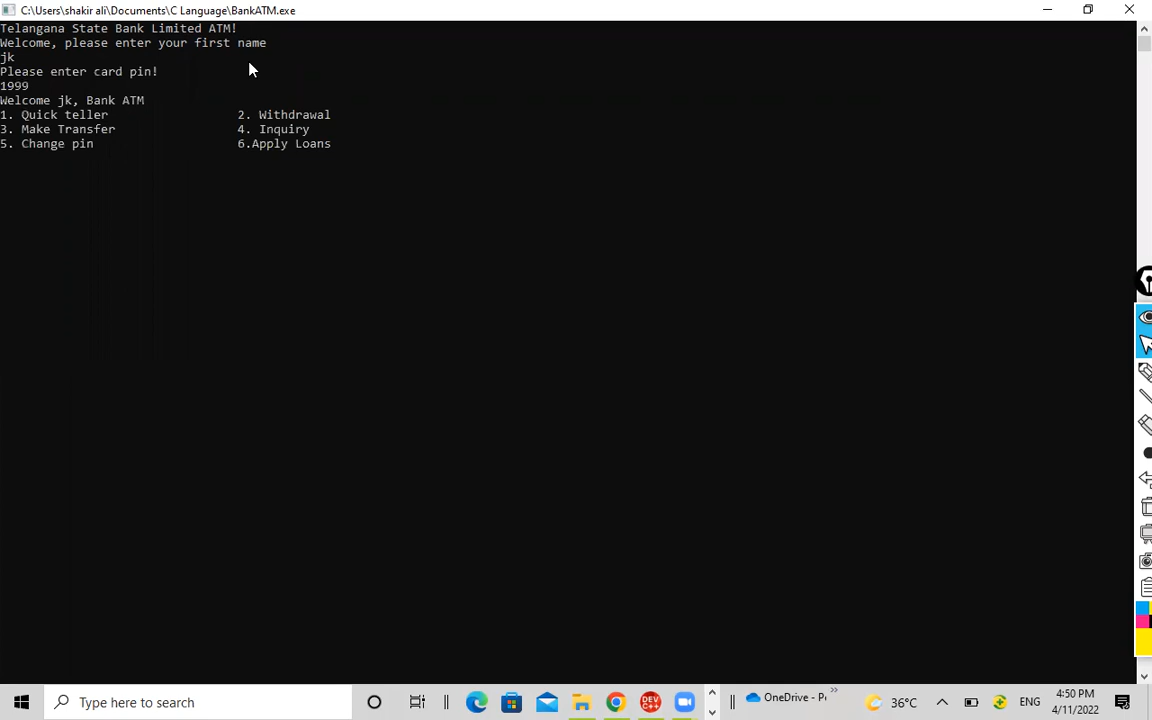 C:\Users\shakir ali\Documents\C Language\BankATM.exe
Telangana State Bank Limited ATM!
Welcome, please enter your first name
jk
Please enter card pin!
1999
Welcome jk, Bank ATM
1. Quick teller 2. Withdrawal
3. Make Transfer 4. Inquiry
5. Change pin 6.Apply Loans
Type here to search
DEV C++
OneDrive - Pe
36°C
ENG
4:50 PM
4/11/2022